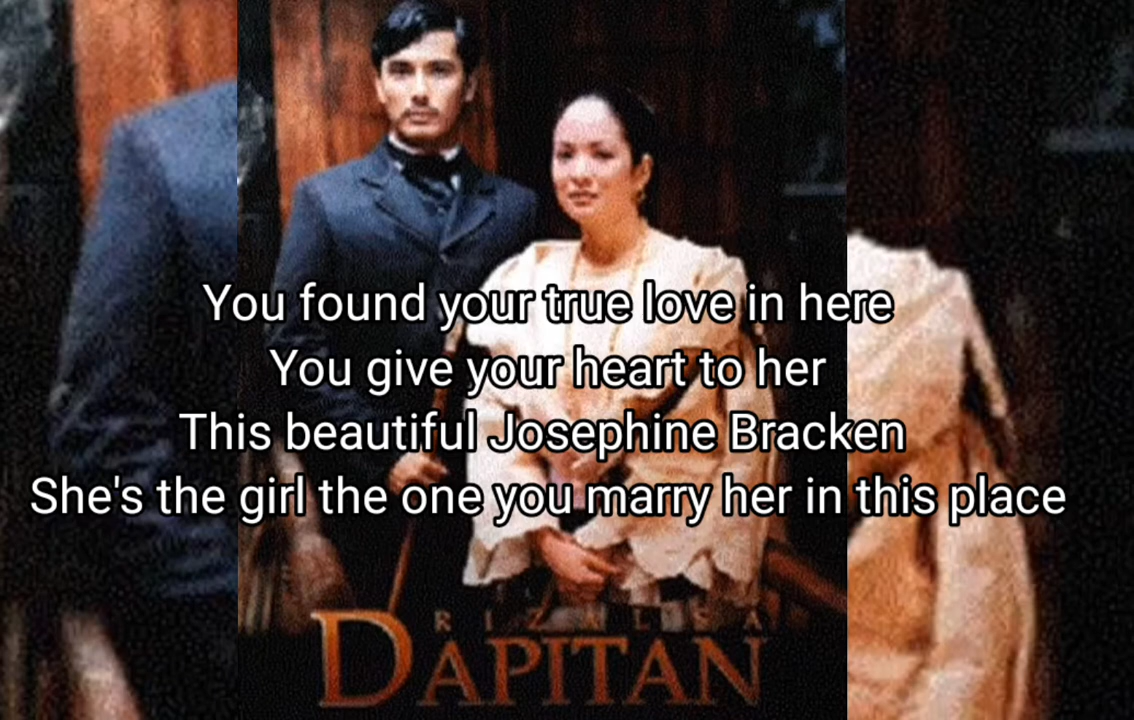 You found your true love in here
You give your heart to her
This beautiful Josephine Bracken
She's the girl the one you marry her in this place
RIZAL SA
DAPITAN